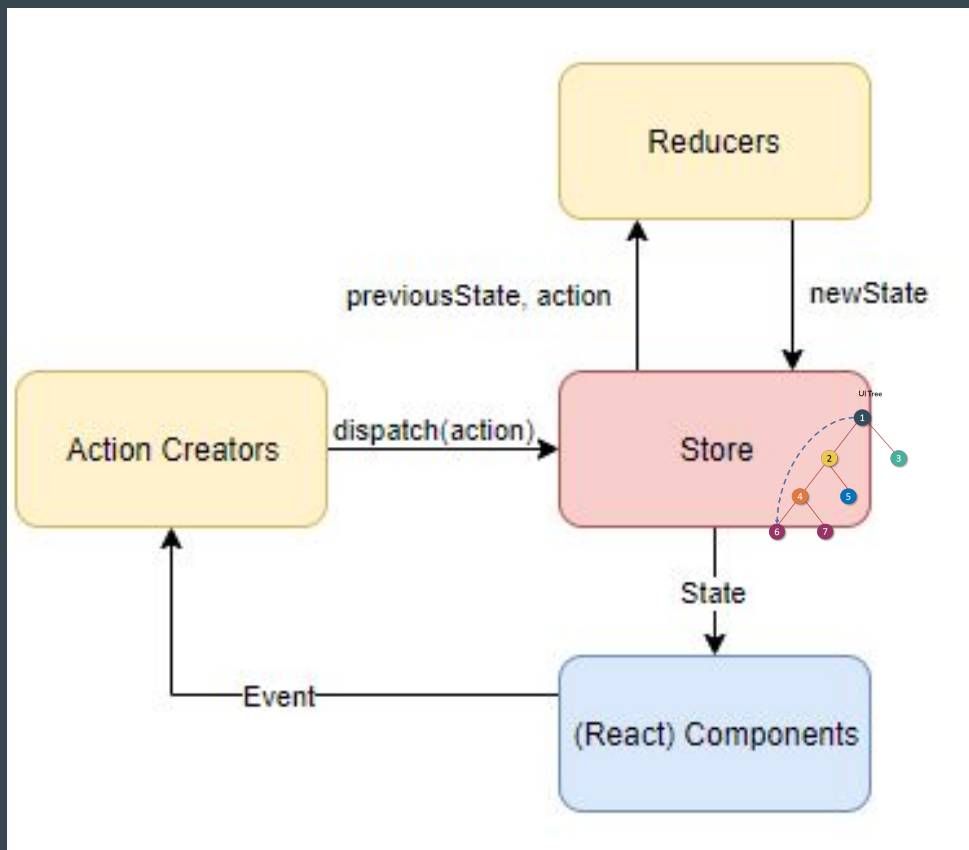 Reducers
previousState, action
newState
UI Tree
1
Action Creators
dispatch(action)
Store
2
3
4
5
6
7
State
Event
(React) Components